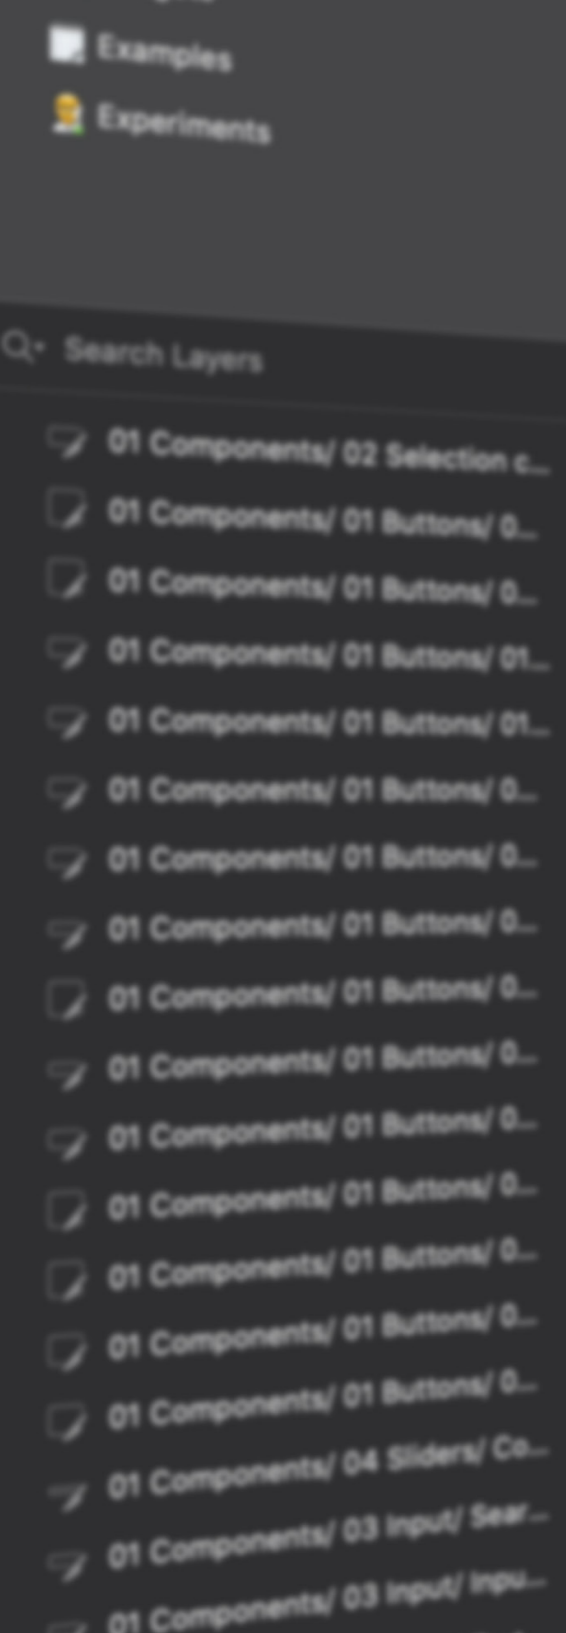 Examples
Experiments
Search Layers
01 Components/ 02 Selection c...
01 Components/ 01 Buttons/ 0...
01 Components/ 01 Buttons/ 0...
01 Components/ 01 Buttons/ 01...
01 Components/ 01 Buttons/ 01...
01 Components/ 01 Buttons/ 0...
01 Components/ 01 Buttons/ 0...
01 Components/ 01 Buttons/ 0...
01 Components/ 01 Buttons/ 0...
01 Components/ 01 Buttons/ 0...
01 Components/ 01 Buttons/ 0...
01 Components/ 01 Buttons/ 0...
01 Components/ 01 Buttons/ 0...
01 Components/ 01 Buttons/ 0...
01 Components/ 01 Buttons/ 0...
01 Components/ 04 Sliders/ Co...
01 Components/ 03 Input/ Sear...
01 Components/ 03 Input/ Inpu...